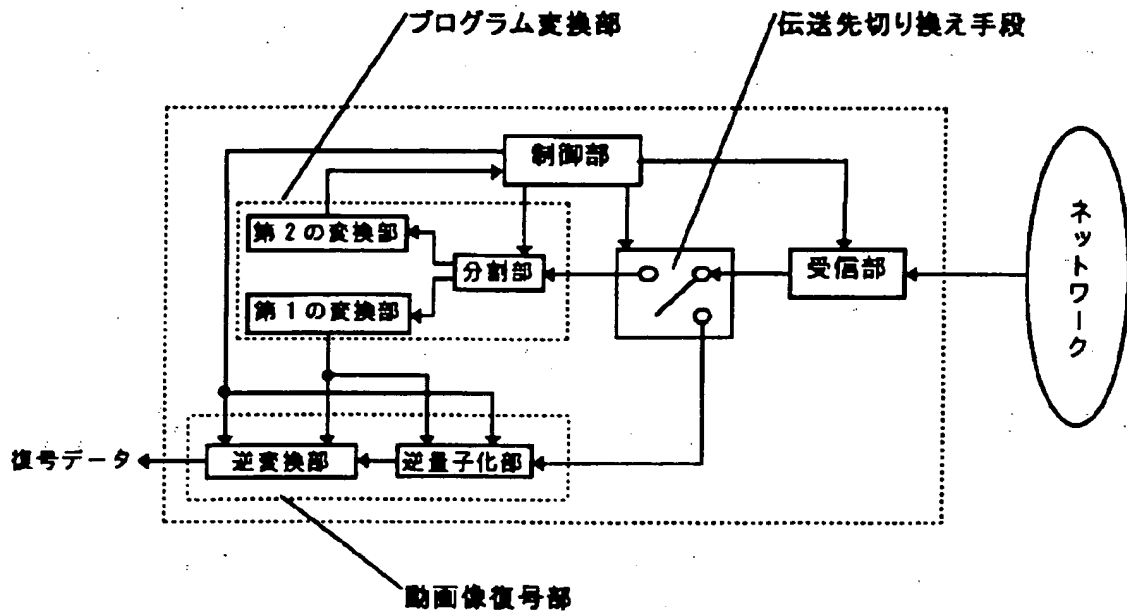 プログラム変換部
伝送先切り換え手段
制御部
第2の変換部
分割部
受信部
ネットワーク
第1の変換部
復号データ
逆変換部
逆量子化部
動画像復号部